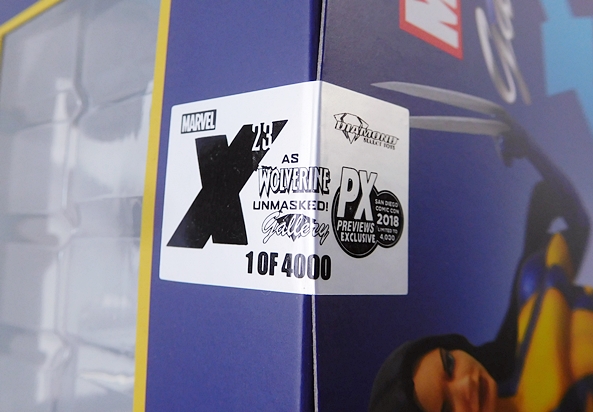 MARVEL
X
23
AS
WOLVERINE
UNMASKED!
Gallery
1 OF 4000
DIAMOND
SELECT TOYS
PX
PREVIEWS
EXCLUSIVE
SAN DIEGO
COMIC CON
2018
LIMITED TO
4,000